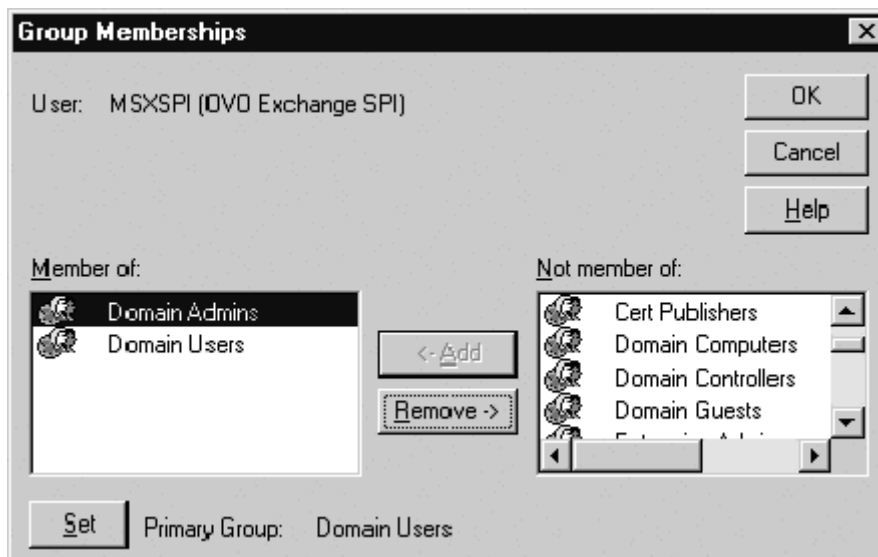 Group Memberships
User: MSXSPI (OVO Exchange SPI)
OK
Cancel
Help
Member of:
Domain Admins
Domain Users
<- Add
Remove ->
Not member of:
Cert Publishers
Domain Computers
Domain Controllers
Domain Guests
Set
Primary Group: Domain Users